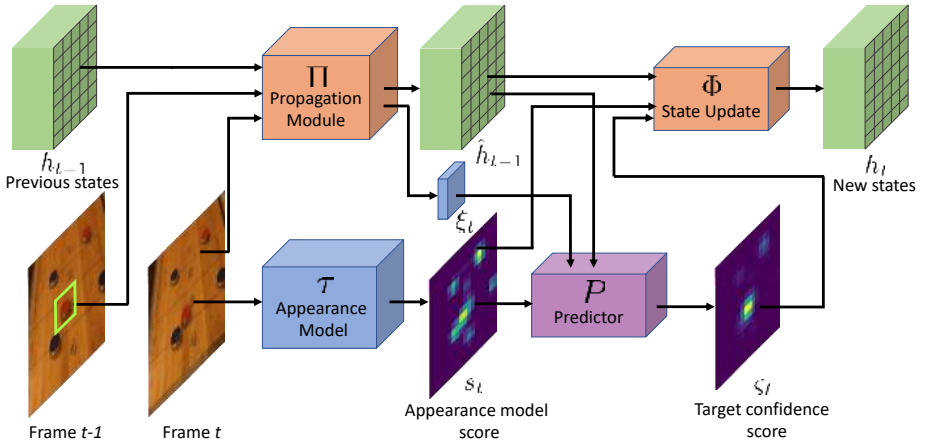 Π
Propagation
Module
Φ
State Update
h_{t−1}
Previous states
ĥ_{t−1}
h_t
New states
ξ_t
τ
Appearance
Model
P
Predictor
s_t
ς_t
Frame t-1
Frame t
Appearance model
score
Target confidence
score